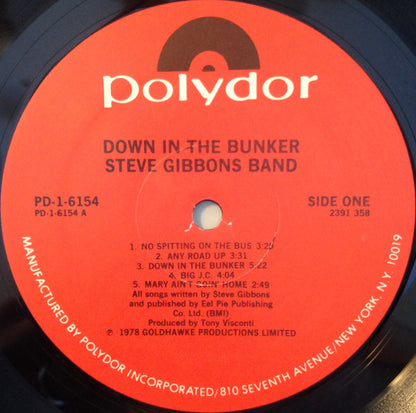 polydor
DOWN IN THE BUNKER
STEVE GIBBONS BAND
PD-1-6154
PD-1-6154 A
SIDE ONE
2391 358
1. NO SPITTING ON THE BUS 3:25
2. ANY ROAD UP 3:31
3. DOWN IN THE BUNKER 5:22
4. BIG J.C. 4:04
5. MARY AIN'T GOIN' HOME 2:49
All songs written by Steve Gibbons
and published by Eel Pie Publishing
Co. Ltd. (BMI)
Produced by Tony Visconti
℗ 1978 GOLDHAWKE PRODUCTIONS LIMITED
MANUFACTURED BY POLYDOR INCORPORATED/810 SEVENTH AVENUE/NEW YORK. N Y 10019